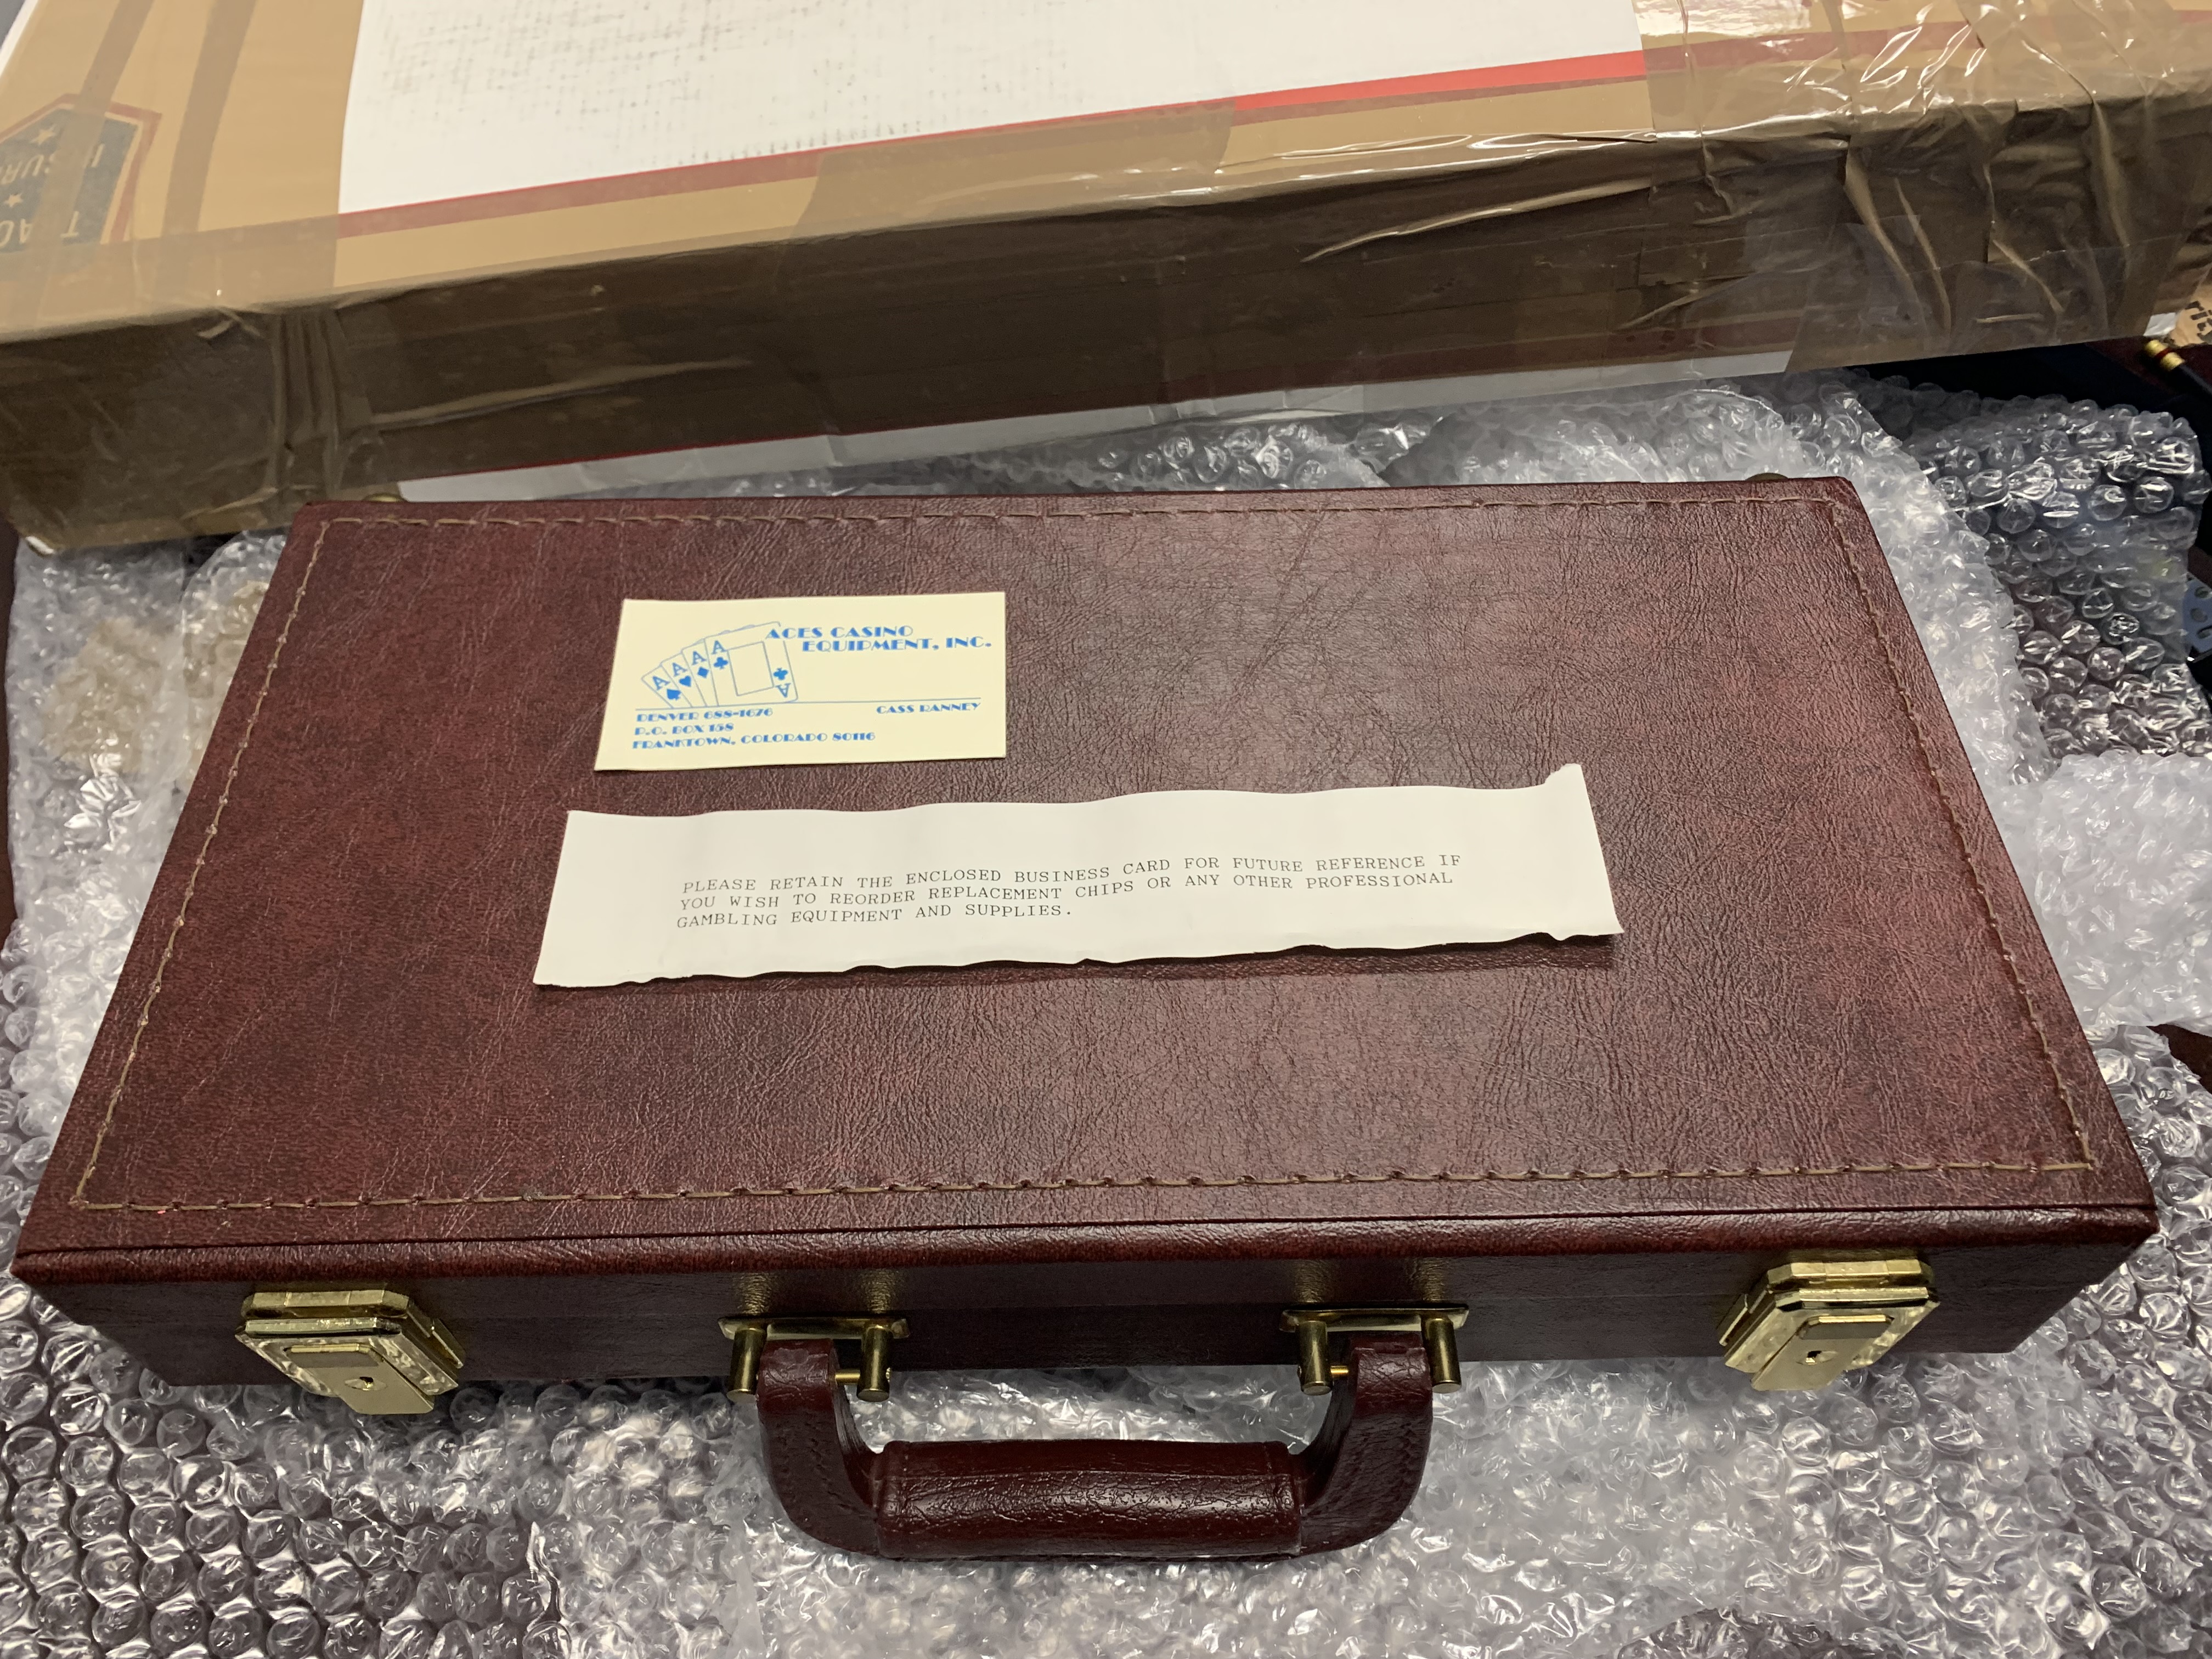 ACES CASINO
EQUIPMENT, INC.
A
A
A
A
A
DENVER 688-1676
CASS RANNEY
P.O. BOX 158
FRANKTOWN, COLORADO 80116
PLEASE RETAIN THE ENCLOSED BUSINESS CARD FOR FUTURE REFERENCE IF
YOU WISH TO REORDER REPLACEMENT CHIPS OR ANY OTHER PROFESSIONAL
GAMBLING EQUIPMENT AND SUPPLIES.